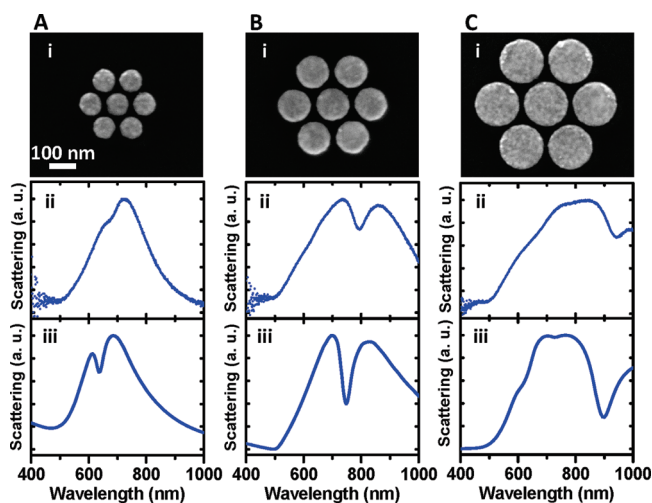 A B C
i i i
100 nm
ii ii ii
Scattering (a. u.) Scattering (a. u.) Scattering (a. u.)
iii iii iii
Scattering (a. u.) Scattering (a. u.) Scattering (a. u.)
400 600 800 1000 400 600 800 1000 400 600 800 1000
Wavelength (nm) Wavelength (nm) Wavelength (nm)